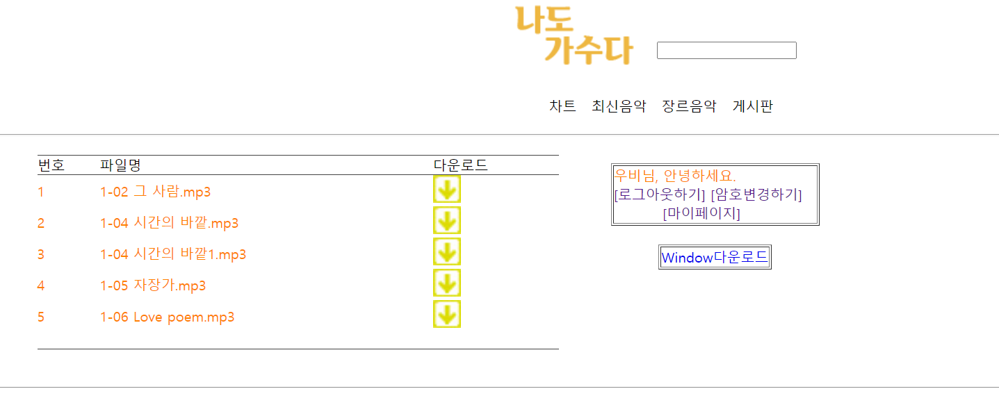 나도
가수다
차트 최신음악 장르음악 게시판
번호 파일명 다운로드
1 1-02 그 사람.mp3
2 1-04 시간의 바깥.mp3
3 1-04 시간의 바깥1.mp3
4 1-05 자장가.mp3
5 1-06 Love poem.mp3
우비님, 안녕하세요.
[로그아웃하기] [암호변경하기]
[마이페이지]
Window다운로드